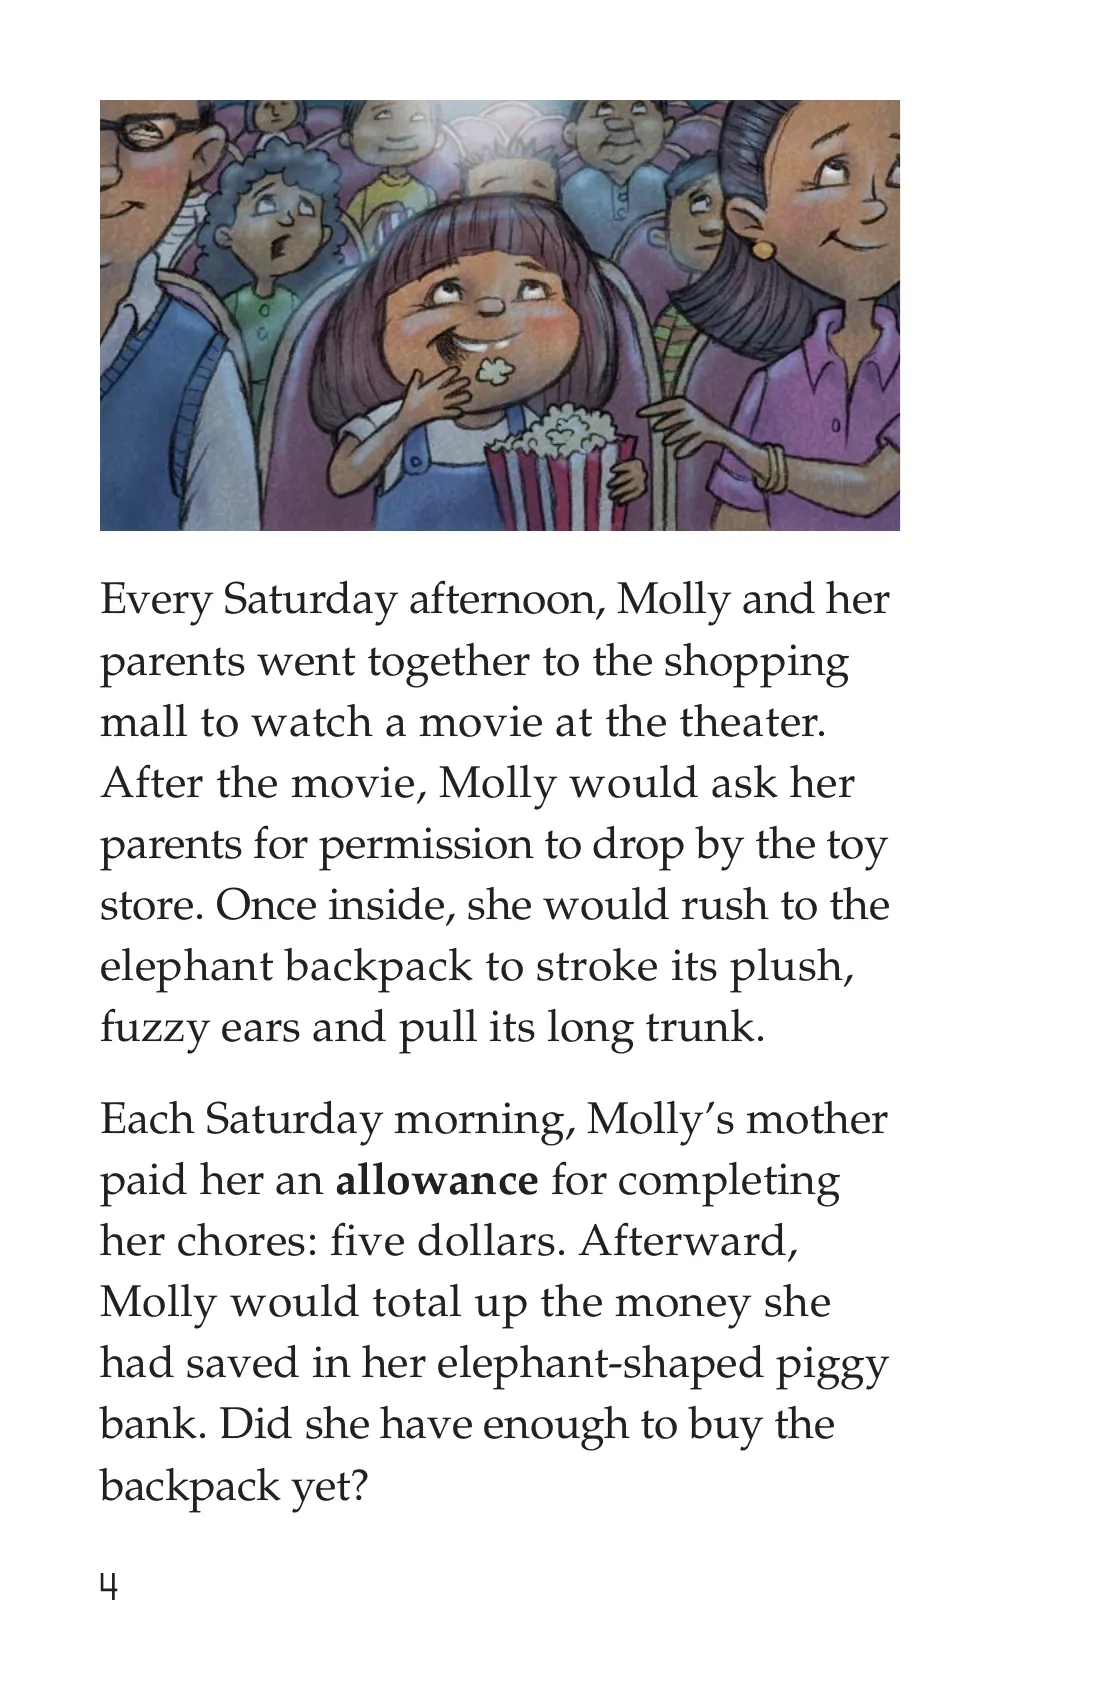 Every Saturday afternoon, Molly and her
parents went together to the shopping
mall to watch a movie at the theater.
After the movie, Molly would ask her
parents for permission to drop by the toy
store. Once inside, she would rush to the
elephant backpack to stroke its plush,
fuzzy ears and pull its long trunk.
Each Saturday morning, Molly’s mother
paid her an allowance for completing
her chores: five dollars. Afterward,
Molly would total up the money she
had saved in her elephant-shaped piggy
bank. Did she have enough to buy the
backpack yet?
4